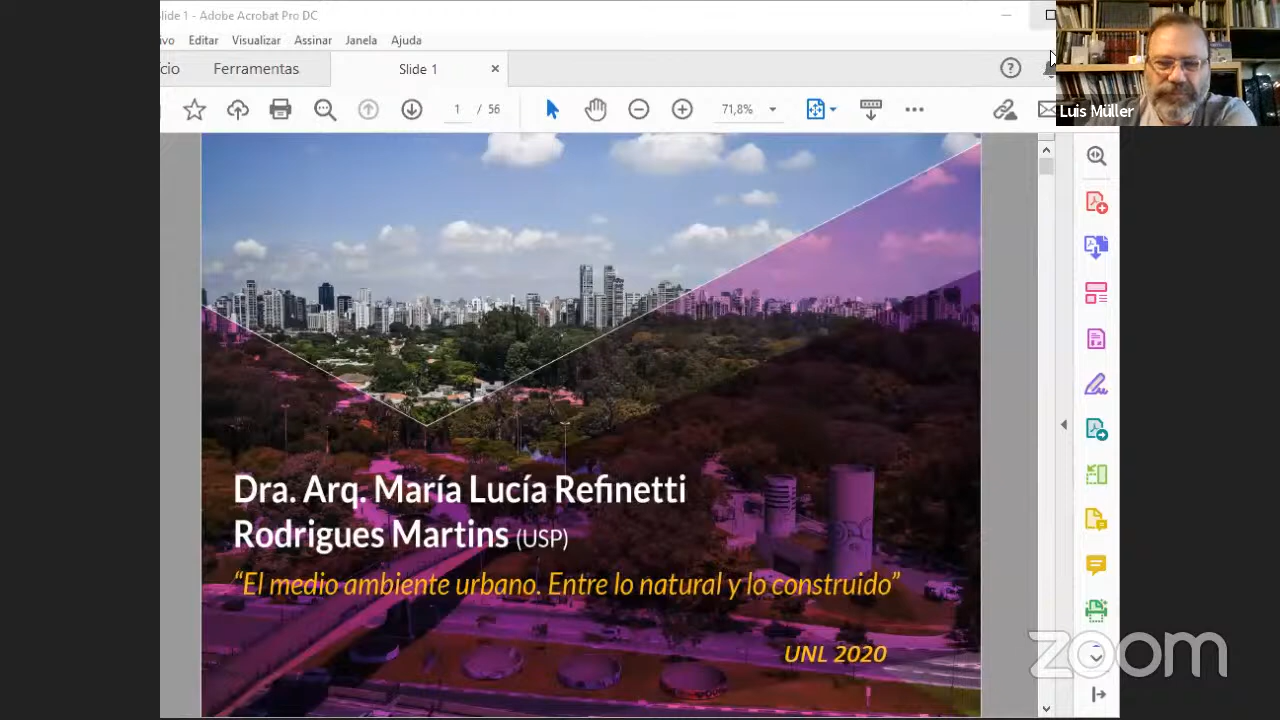 lide 1 - Adobe Acrobat Pro DC
vo Editar Visualizar Assinar Janela Ajuda
cio Ferramentas Slide 1
1 / 56 71,8%
Luis Müller
Dra. Arq. María Lucía Refinetti
Rodrigues Martins (USP)
“El medio ambiente urbano. Entre lo natural y lo construido”
UNL 2020
zoom